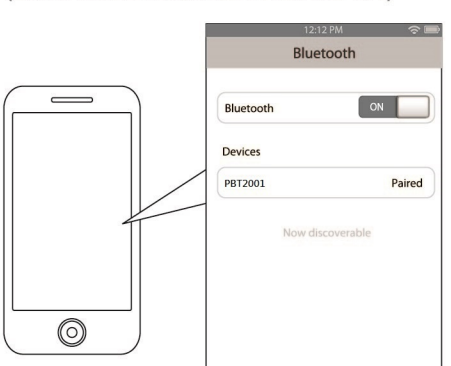 12:12 PM
Bluetooth
Bluetooth ON
Devices
PBT2001 Paired
Now discoverable